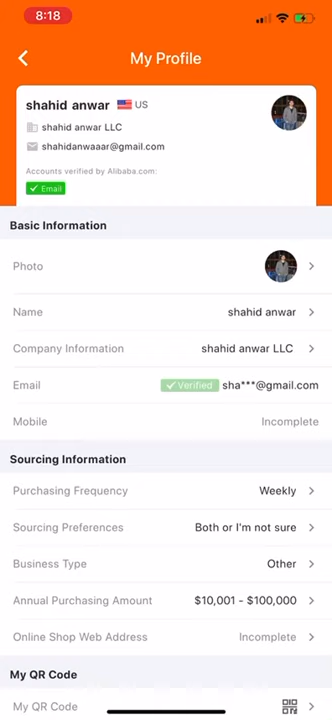 8:18
My Profile
shahid anwar US
shahid anwar LLC
shahidanwaaar@gmail.com
Accounts verified by Alibaba.com:
Email
Basic Information
Photo
Name shahid anwar
Company Information shahid anwar LLC
Email Verified sha***@gmail.com
Mobile Incomplete
Sourcing Information
Purchasing Frequency Weekly
Sourcing Preferences Both or I'm not sure
Business Type Other
Annual Purchasing Amount $10,001 - $100,000
Online Shop Web Address Incomplete
My QR Code
My QR Code